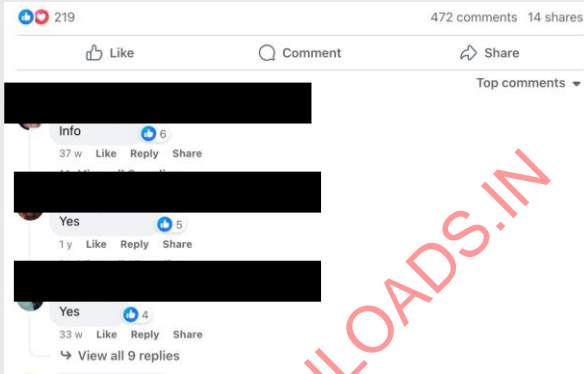 219 472 comments 14 shares
Like Comment Share
Top comments
Info 6
37 w Like Reply Share
Yes 5
1 y Like Reply Share
Yes 4
33 w Like Reply Share
View all 9 replies
LOADS.IN